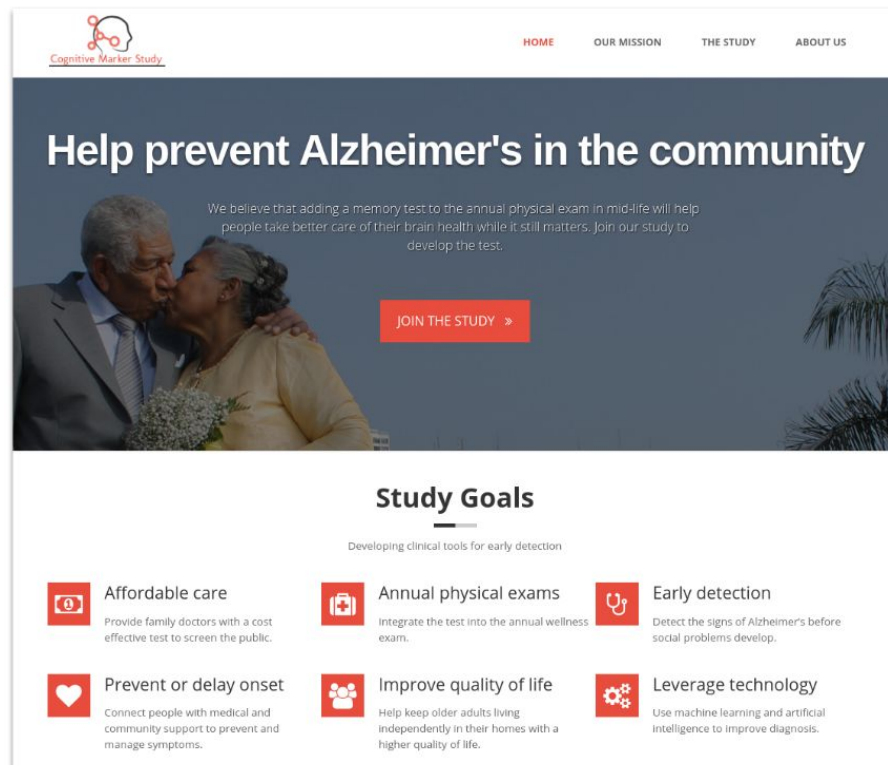 Cognitive Marker Study
HOME
OUR MISSION
THE STUDY
ABOUT US
Help prevent Alzheimer's in the community
We believe that adding a memory test to the annual physical exam in mid-life will help
people take better care of their brain health while it still matters. Join our study to
develop the test.
JOIN THE STUDY »
Study Goals
Developing clinical tools for early detection
Affordable care
Provide family doctors with a cost
effective test to screen the public.
Annual physical exams
Integrate the test into the annual wellness
exam.
Early detection
Detect the signs of Alzheimer's before
social problems develop.
Prevent or delay onset
Connect people with medical and
community support to prevent and
manage symptoms.
Improve quality of life
Help keep older adults living
independently in their homes with a
higher quality of life.
Leverage technology
Use machine learning and artificial
intelligence to improve diagnosis.